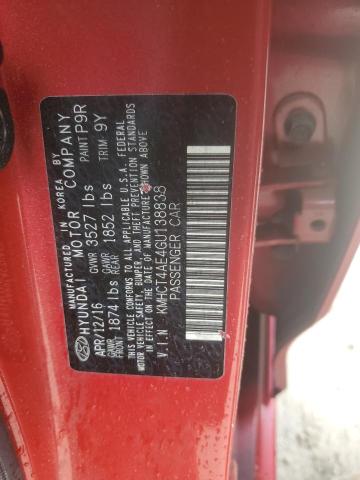 MANUFACTURED IN KOREA BY
HYUNDAI MOTOR COMPANY
APR/12/16 GVWR 3527 lbs PAINT P9R
GAWR FRONT 1874 lbs GAWR REAR 1852 lbs TRIM 9Y
THIS VEHICLE CONFORMS TO ALL APPLICABLE U.S.A. FEDERAL
MOTOR VEHICLE SAFETY, BUMPER, AND THEFT PREVENTION STANDARDS
IN EFFECT ON THE DATE OF MANUFACTURE SHOWN ABOVE
V.I.N KMHCT4AE4GU138838
PASSENGER CAR